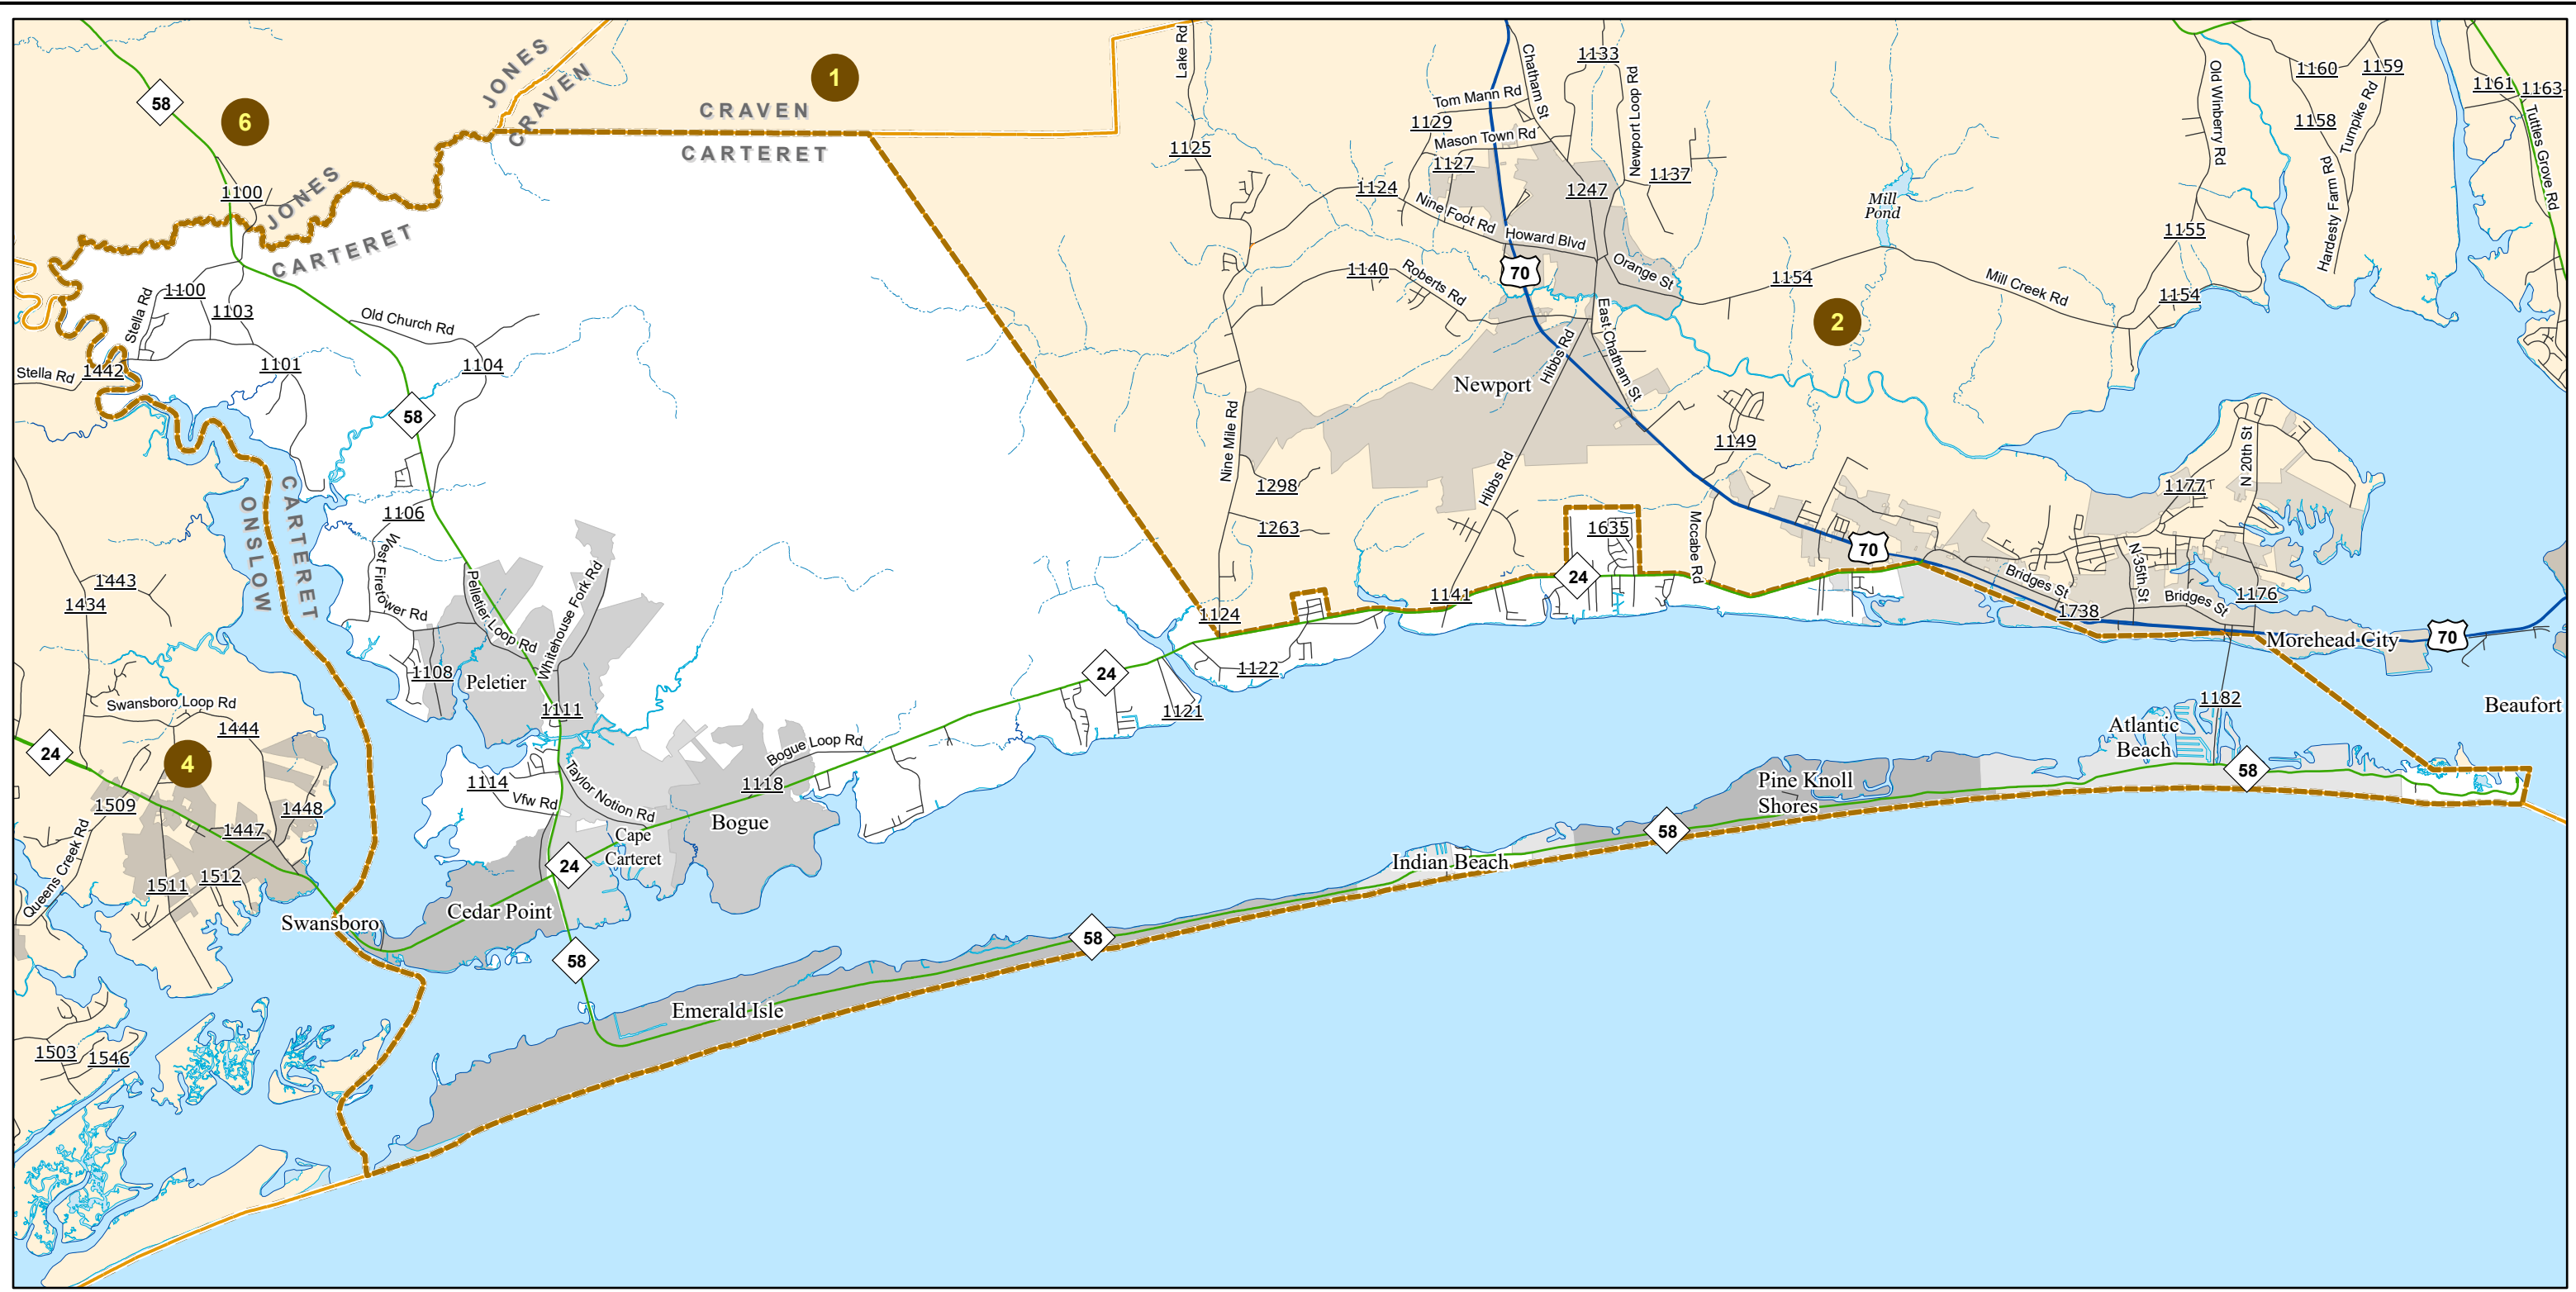 JONES
CRAVEN
1
CRAVEN
CARTERET
58
6
1100
JONES
CARTERET
Lake Rd
1125
Chatham St
1133
Newport Loop Rd
Tom Mann Rd
1129
Mason Town Rd
1127
1137
1247
1124
Nine Foot Rd
Howard Blvd
70
Orange St
1140
Roberts Rd
1154
2
Mill
Pond
Mill Creek Rd
1154
1155
Old Winberry Rd
1160
1159
1158
Turnpike Rd
Hardesty Farm Rd
1161
1163
Tuttles Grove Rd
Stella Rd
1100
1103
Old Church Rd
1101
1104
Stella Rd
1442
58
East Chatham St
Hibbs Rd
Newport
Nine Mile Rd
1149
Hibbs Rd
1298
1263
1635
Mccabe Rd
24
1141
1124
70
Bridges St
1738
N 35th St
Bridges St
1176
1177
N 20th St
Morehead City
70
Beaufort
CARTERET
ONSLOW
1106
West Firetower Rd
Pelletier Loop Rd
Whitehouse Fork Rd
1108
Peletier
1111
1443
1434
Swansboro Loop Rd
1444
24
4
1509
1448
1447
Queens Creek Rd
1511
1512
Swansboro
1114
Vfw Rd
Taylor Notion Rd
Bogue Loop Rd
1118
Bogue
Cape
Carteret
24
Cedar Point
58
24
1122
1121
1182
Atlantic
Beach
58
Pine Knoll
Shores
58
Indian Beach
58
Emerald Isle
1503
1546